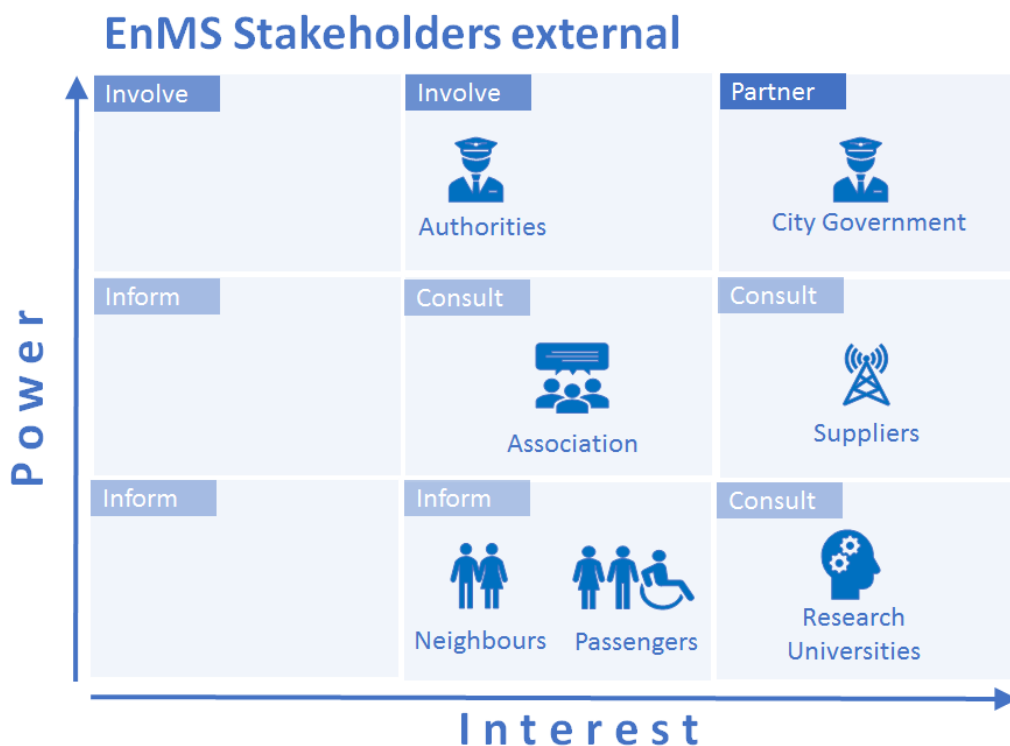 EnMS Stakeholders external
Involve
Involve
Partner
Authorities
City Government
Inform
Consult
Consult
Association
Suppliers
Inform
Inform
Consult
Neighbours
Passengers
Research
Universities
Power
Interest